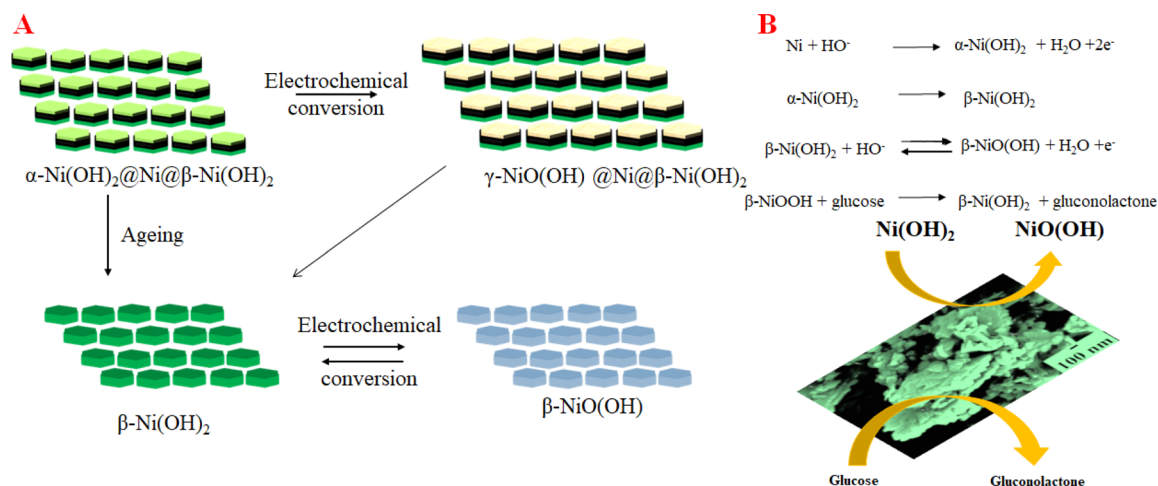 A
Electrochemical
conversion
α-Ni(OH)₂@Ni@β-Ni(OH)₂
γ-NiO(OH) @Ni@β-Ni(OH)₂
Ageing
Electrochemical
conversion
β-Ni(OH)₂
β-NiO(OH)
B
Ni + HO⁻ → α-Ni(OH)₂ + H₂O +2e⁻
α-Ni(OH)₂ → β-Ni(OH)₂
β-Ni(OH)₂ + HO⁻ ⇄ β-NiO(OH) + H₂O +e⁻
β-NiOOH + glucose → β-Ni(OH)₂ + gluconolactone
Ni(OH)₂ NiO(OH)
100 nm
Glucose Gluconolactone